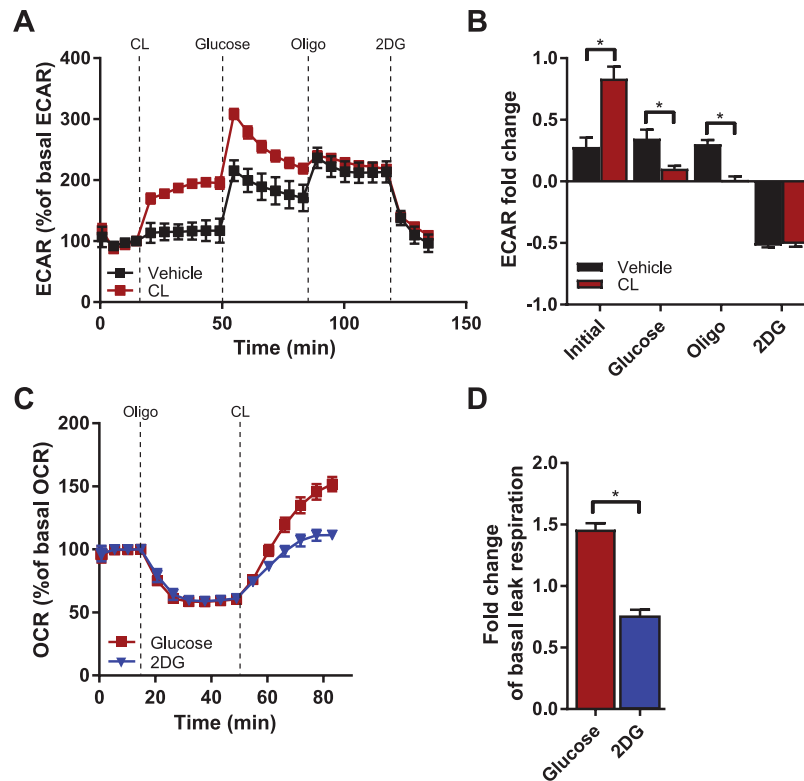 A
CL Glucose Oligo 2DG
ECAR (%of basal ECAR)
400
300
200
100
0
Vehicle
CL
0 50 100 150
Time (min)
B
ECAR fold change
1.0
0.5
0.0
-0.5
-1.0
* * *
Vehicle
CL
Initial Glucose Oligo 2DG
C
Oligo CL
OCR (%of basal OCR)
200
150
100
50
0
Glucose
2DG
0 20 40 60 80
Time (min)
D
Fold change
of basal leak respiration
2.0
1.5
1.0
0.5
0.0
*
Glucose 2DG